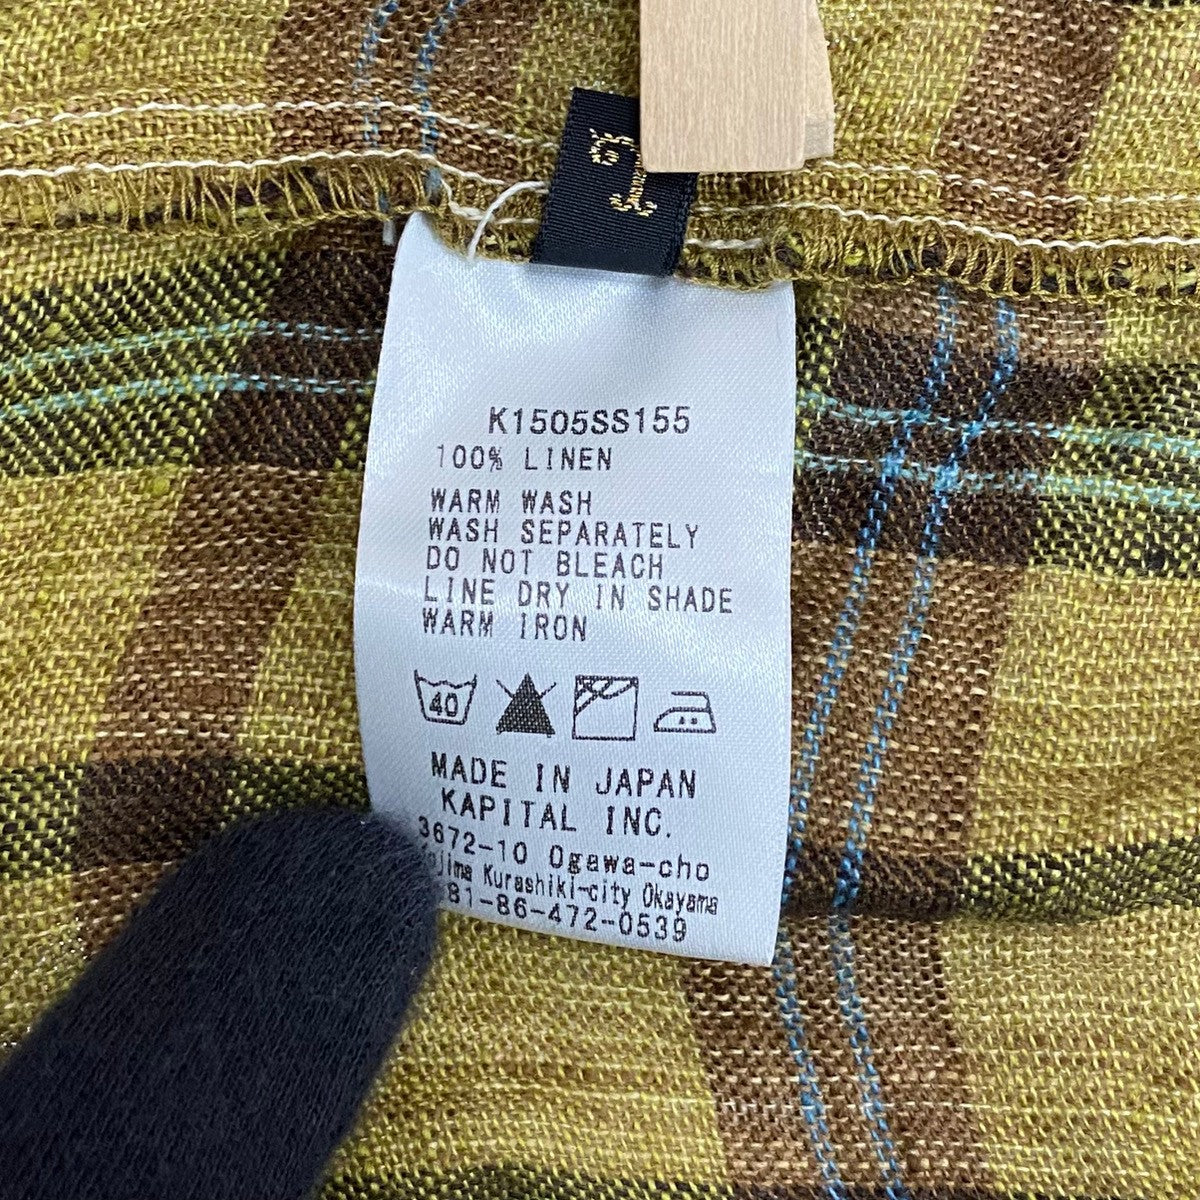 K1505SS155
100% LINEN
WARM WASH
WASH SEPARATELY
DO NOT BLEACH
LINE DRY IN SHADE
WARM IRON
40
MADE IN JAPAN
KAPITAL INC.
3672-10 Ogawa-cho
Kurashiki-city Okayama
81-86-472-0539